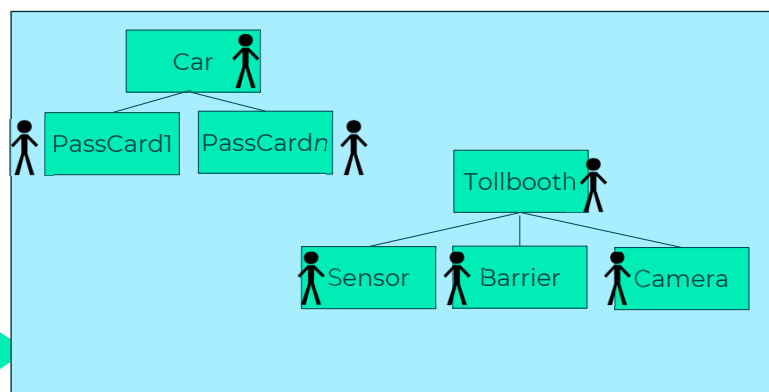 Car
PassCard1
PassCardn
Tollbooth
Sensor
Barrier
Camera